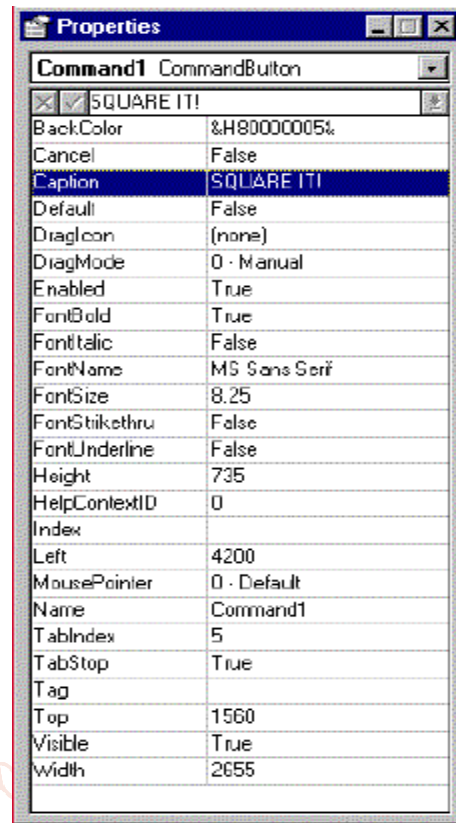 Properties
Command1 CommandButton
SQUARE IT!
BackColor &H80000005&
Cancel False
Caption SQUARE IT!
Default False
DragIcon (none)
DragMode 0 - Manual
Enabled True
FontBold True
FontItalic False
FontName MS Sans Serif
FontSize 8.25
FontStrikethru False
FontUnderline False
Height 735
HelpContextID 0
Index
Left 4200
MousePointer 0 - Default
Name Command1
TabIndex 5
TabStop True
Tag
Top 1560
Visible True
Width 2655